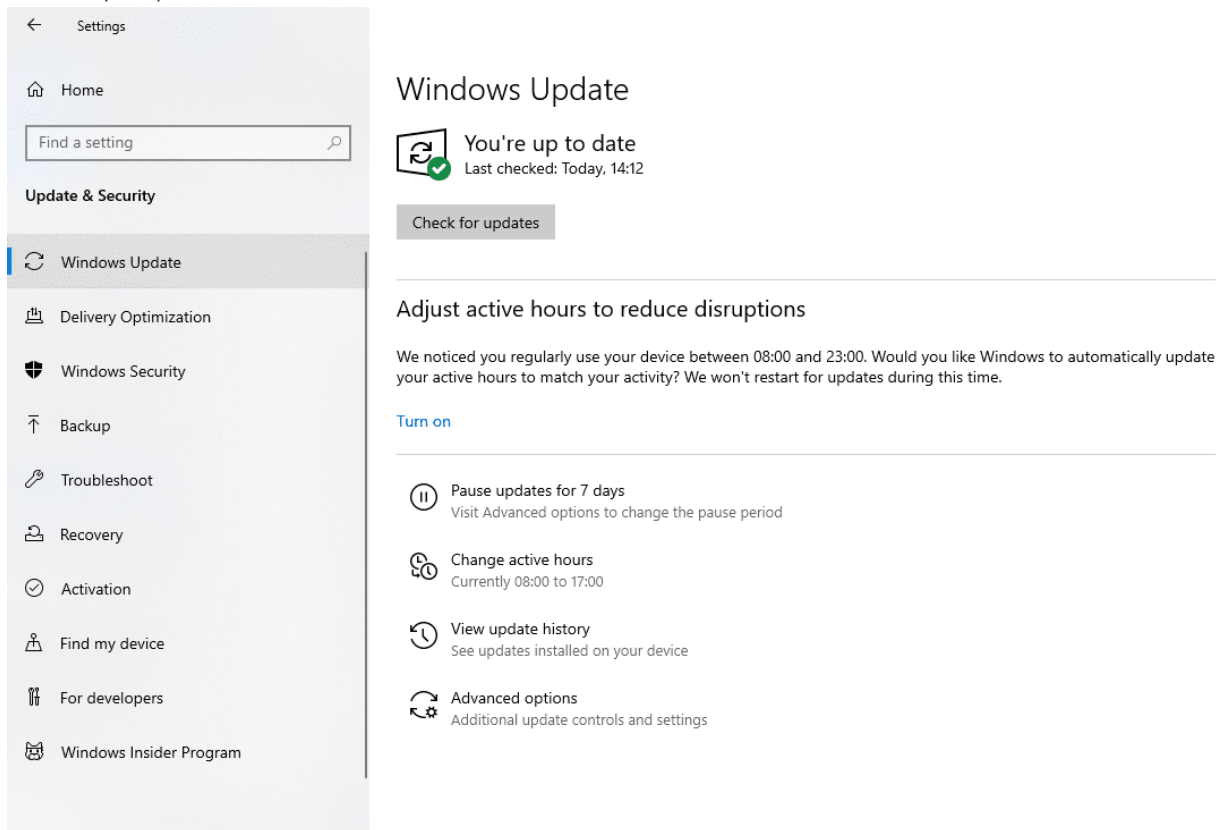 Settings
Home
Find a setting
Update & Security
Windows Update
Delivery Optimization
Windows Security
Backup
Troubleshoot
Recovery
Activation
Find my device
For developers
Windows Insider Program
Windows Update
You're up to date
Last checked: Today, 14:12
Check for updates
Adjust active hours to reduce disruptions
We noticed you regularly use your device between 08:00 and 23:00. Would you like Windows to automatically update
your active hours to match your activity? We won't restart for updates during this time.
Turn on
Pause updates for 7 days
Visit Advanced options to change the pause period
Change active hours
Currently 08:00 to 17:00
View update history
See updates installed on your device
Advanced options
Additional update controls and settings